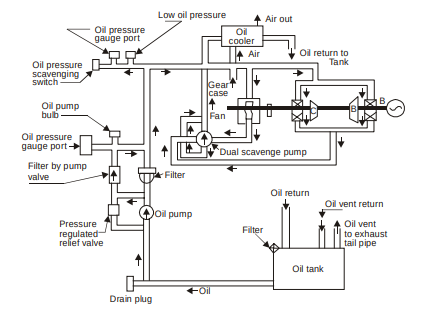 Low oil pressure
Oil pressure
gauge port
Air out
Oil
cooler
Oil return to
Tank
Air
Oil pressure
scavenging
switch
Gear
case
Oil pump
bulb
Fan
C
B
B
Oil pressure
gauge port
Dual scavenge pump
Filter by pump
valve
Filter
Oil return
Oil vent return
Oil pump
Pressure
regulated
relief valve
Oil vent
to exhaust
tail pipe
Filter
Oil tank
Drain plug
Oil